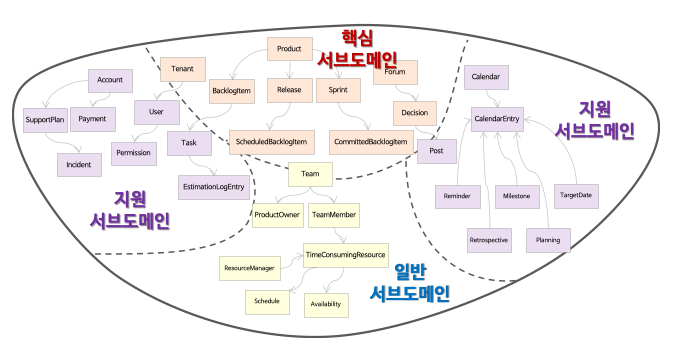 핵심
서브도메인
Product
Tenant
Forum
Account
Calendar
BacklogItem
Release
Sprint
SupportPlan
Payment
User
Decision
CalendarEntry
지원
서브도메인
ScheduledBacklogItem
CommittedBacklogItem
Task
Permission
Incident
Post
Team
EstimationLogEntry
Reminder
Milestone
TargetDate
지원
서브도메인
ProductOwner
TeamMember
Retrospective
Planning
TimeConsumingResource
ResourceManager
일반
서브도메인
Schedule
Availability